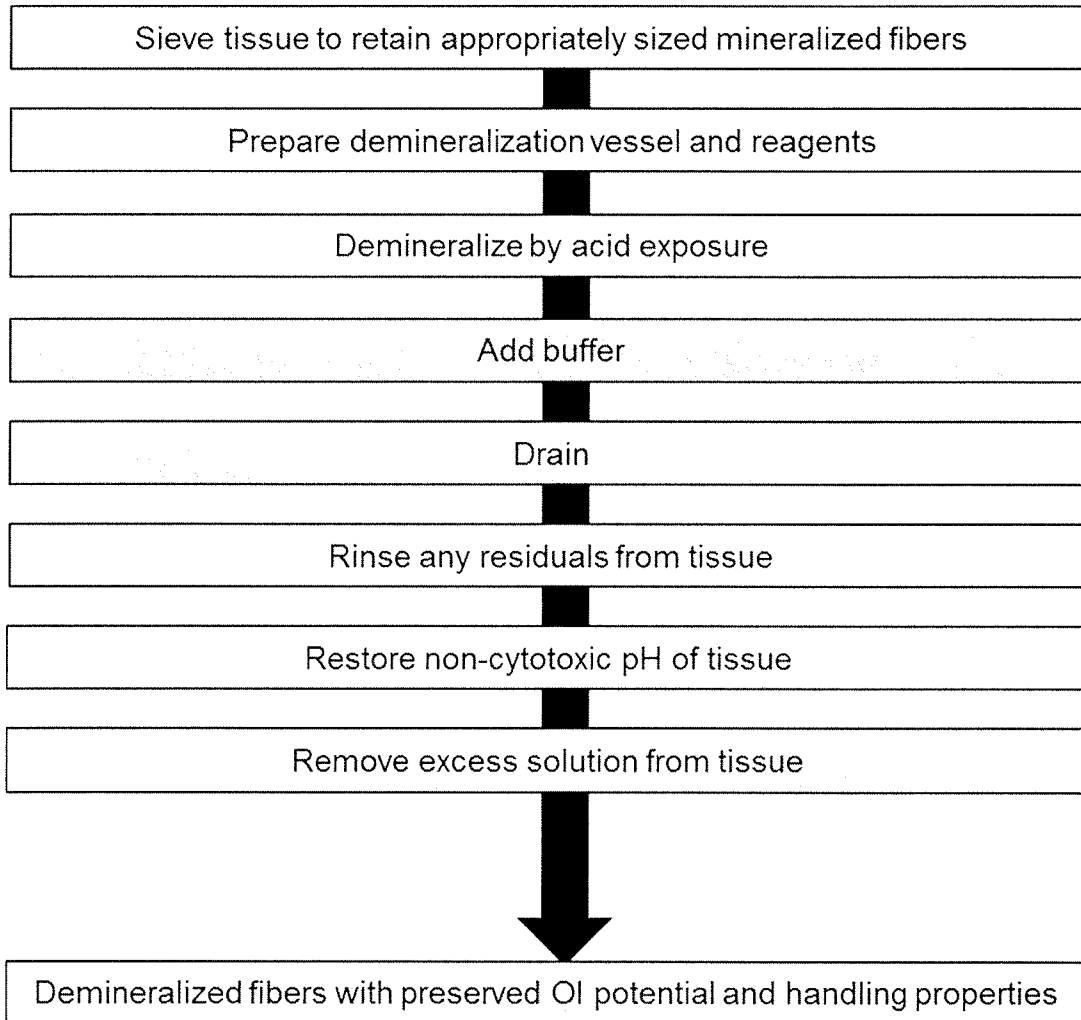 Sieve tissue to retain appropriately sized mineralized fibers
Prepare demineralization vessel and reagents
Demineralize by acid exposure
Add buffer
Drain
Rinse any residuals from tissue
Restore non-cytotoxic pH of tissue
Remove excess solution from tissue
Demineralized fibers with preserved OI potential and handling properties